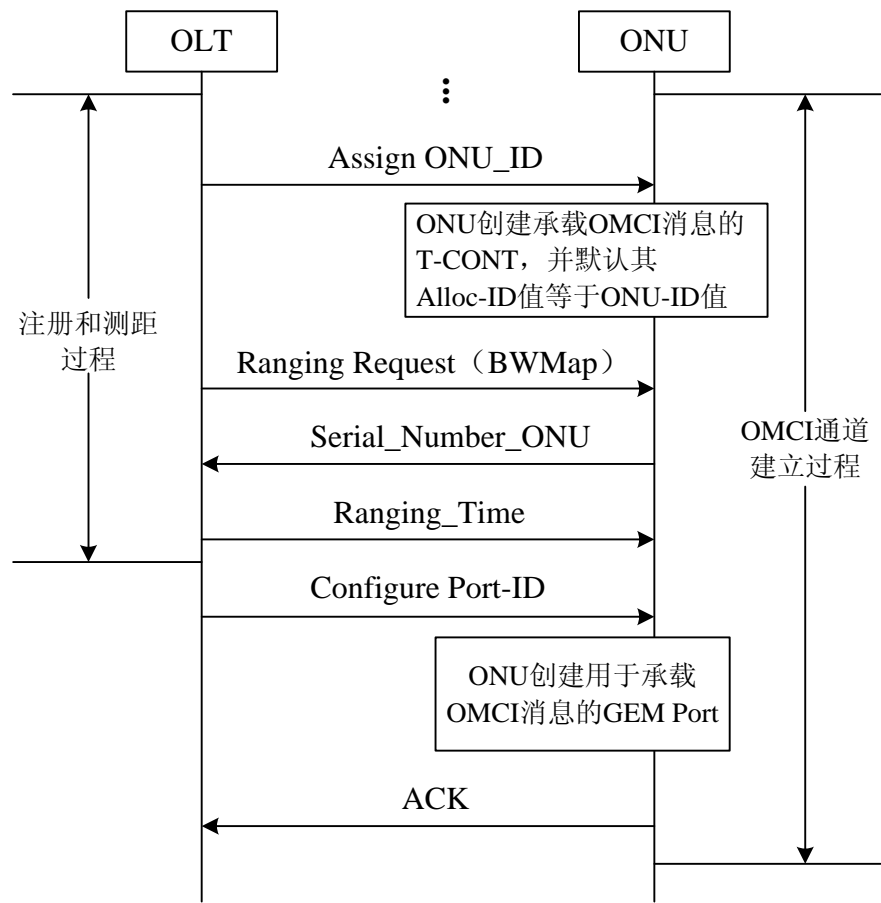 OLT
ONU
Assign ONU_ID
ONU创建承载OMCI消息的
T-CONT，并默认其
Alloc-ID值等于ONU-ID值
注册和测距
过程
Ranging Request（BWMap）
Serial_Number_ONU
OMCI通道
建立过程
Ranging_Time
Configure Port-ID
ONU创建用于承载
OMCI消息的GEM Port
ACK